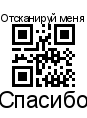 Отсканируй меня
Спасибо